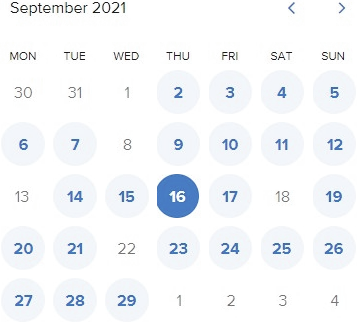 September 2021
MON TUE WED THU FRI SAT SUN
30 31 1 2 3 4 5
6 7 8 9 10 11 12
13 14 15 16 17 18 19
20 21 22 23 24 25 26
27 28 29 1 2 3 4